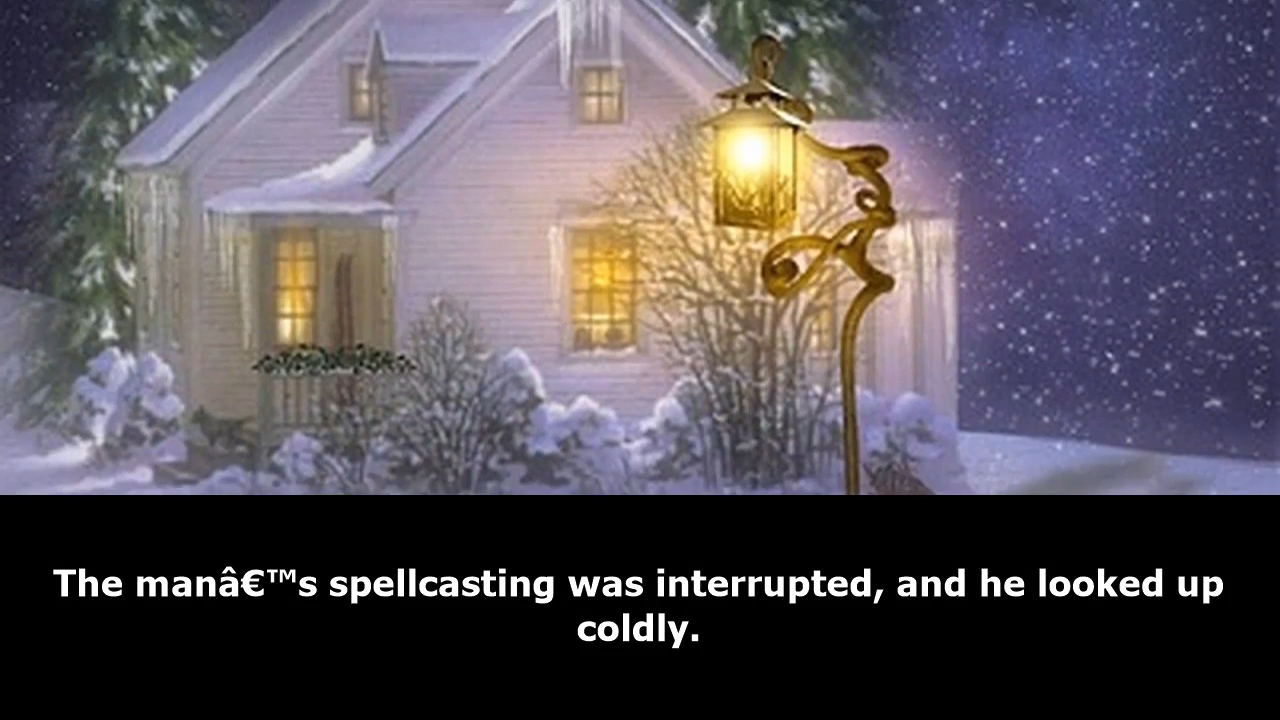 The manâ€™s spellcasting was interrupted, and he looked up
coldly.